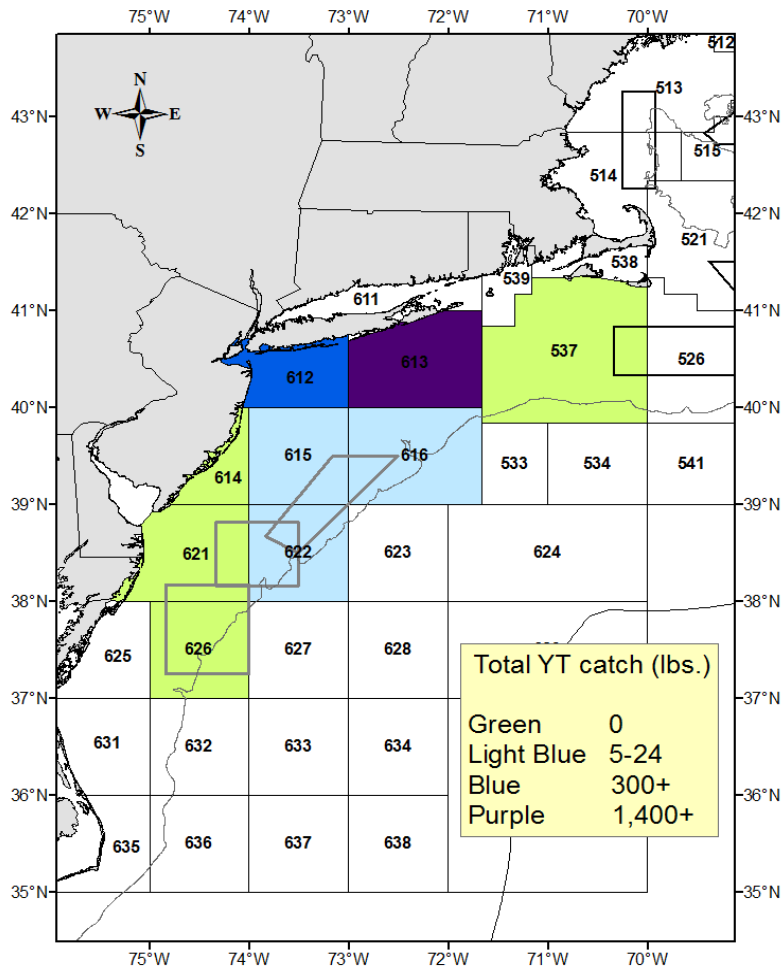 75°W 74°W 73°W 72°W 71°W 70°W
512
N
W E
S
43°N 513 43°N
515
514
42°N 42°N
521
538
539
611
41°N 41°N
537
526
612 613
40°N 40°N
615 616
533 534 541
614
39°N 39°N
621 622 623 624
38°N 38°N
625 626 627 628
37°N 37°N
631 632 633 634
36°N 36°N
635 636 637 638
35°N 35°N
Total YT catch (lbs.)
Green 0
Light Blue 5-24
Blue 300+
Purple 1,400+
75°W 74°W 73°W 72°W 71°W 70°W